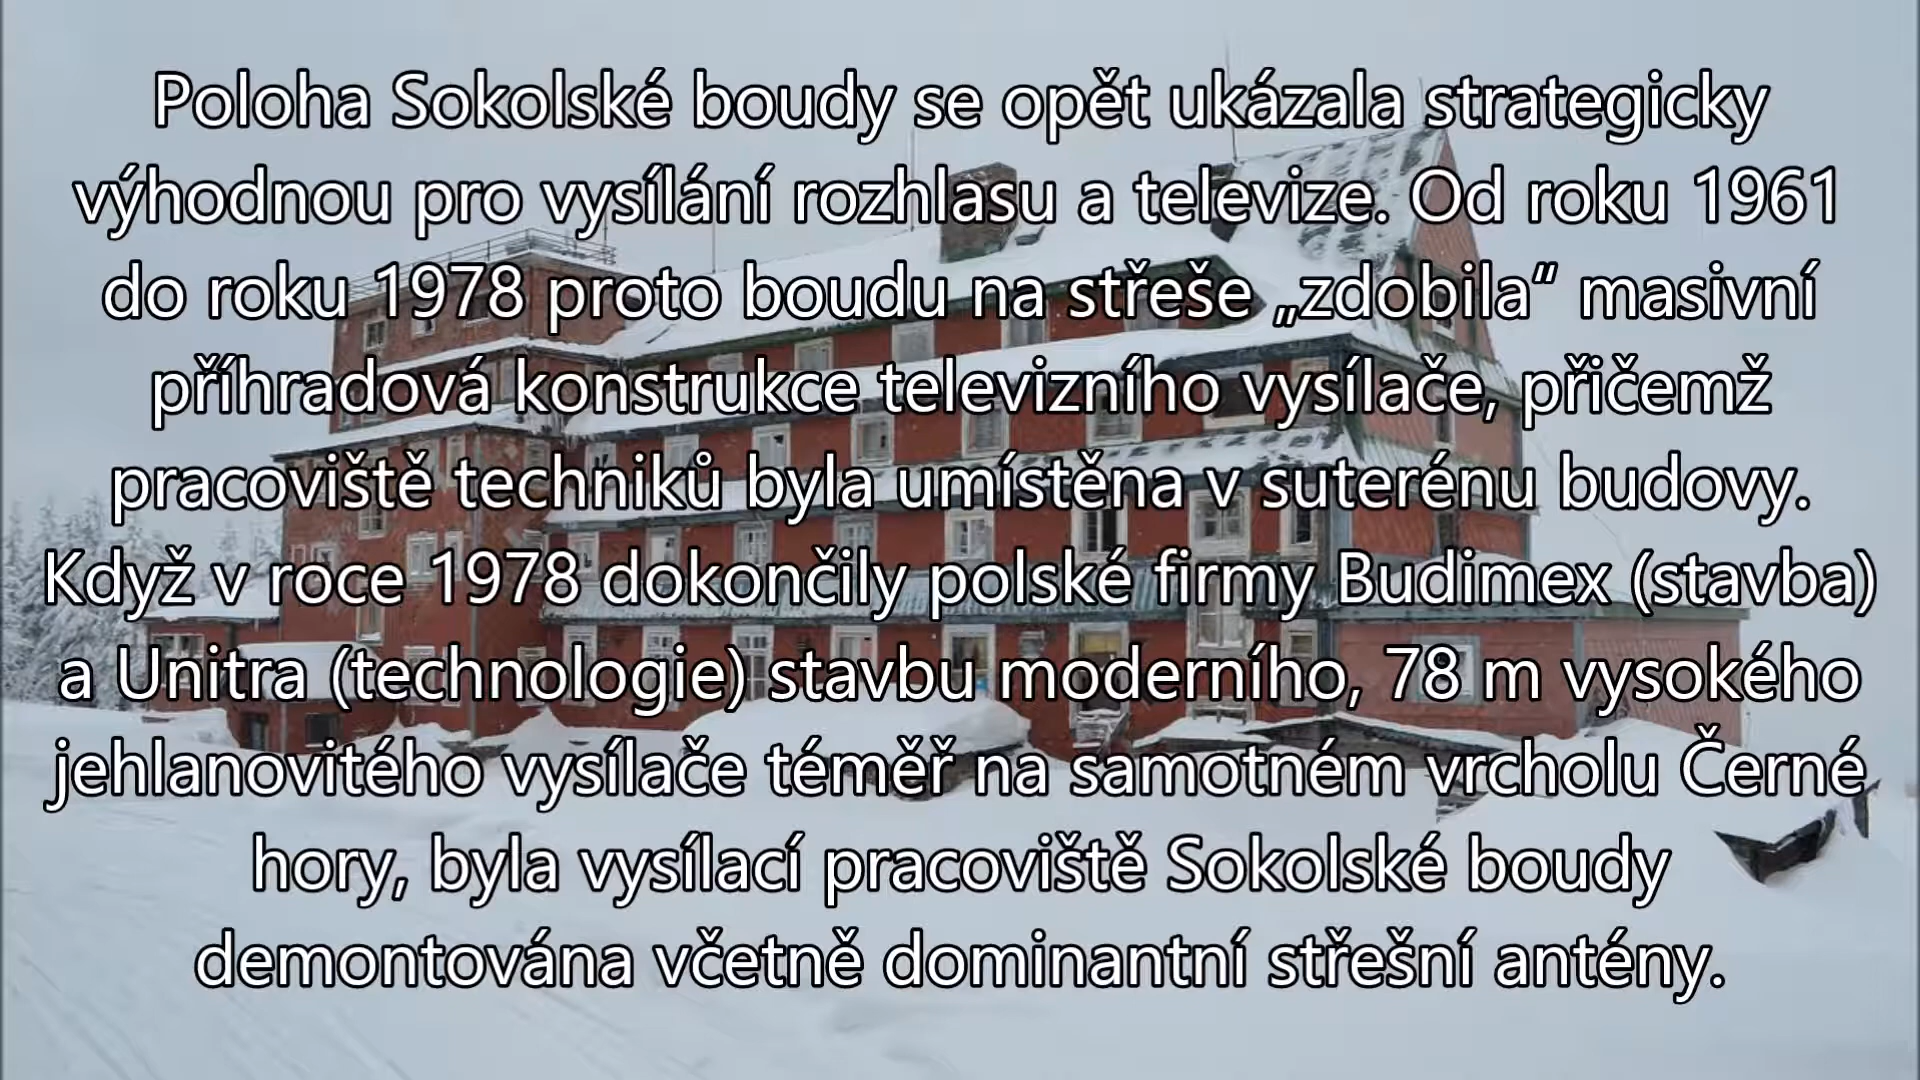 Poloha Sokolské boudy se opět ukázala strategicky
výhodnou pro vysílání rozhlasu a televize. Od roku 1961
do roku 1978 proto boudu na střeše „zdobila“ masivní
příhradová konstrukce televizního vysílače, přičemž
pracoviště techniků byla umístěna v suterénu budovy.
Když v roce 1978 dokončily polské firmy Budimex (stavba)
a Unitra (technologie) stavbu moderního, 78 m vysokého
jehlanovitého vysílače téměř na samotném vrcholu Černé
hory, byla vysílací pracoviště Sokolské boudy
demontována včetně dominantní střešní antény.